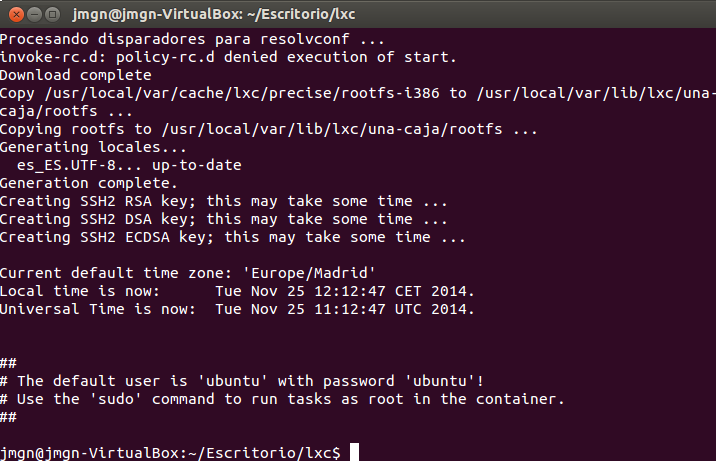 jmgn@jmgn-VirtualBox: ~/Escritorio/lxc
Procesando disparadores para resolvconf ...
invoke-rc.d: policy-rc.d denied execution of start.
Download complete
Copy /usr/local/var/cache/lxc/precise/rootfs-i386 to /usr/local/var/lib/lxc/una-
caja/rootfs ...
Copying rootfs to /usr/local/var/lib/lxc/una-caja/rootfs ...
Generating locales...
  es_ES.UTF-8... up-to-date
Generation complete.
Creating SSH2 RSA key; this may take some time ...
Creating SSH2 DSA key; this may take some time ...
Creating SSH2 ECDSA key; this may take some time ...

Current default time zone: 'Europe/Madrid'
Local time is now:      Tue Nov 25 12:12:47 CET 2014.
Universal Time is now:  Tue Nov 25 11:12:47 UTC 2014.

##
# The default user is 'ubuntu' with password 'ubuntu'!
# Use the 'sudo' command to run tasks as root in the container.
##

jmgn@jmgn-VirtualBox:~/Escritorio/lxc$